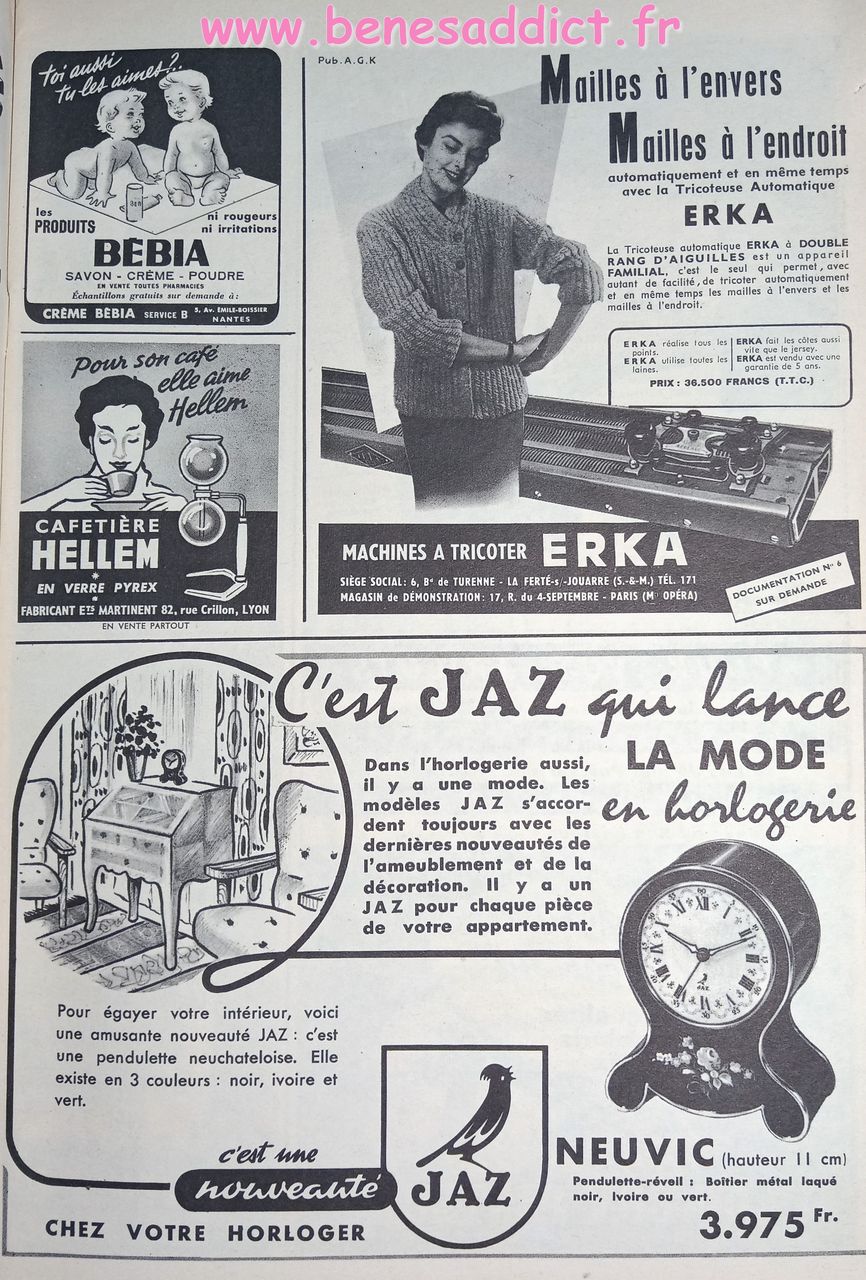 www.benesaddict.fr
toi aussi
tu les aimes?..
les
PRODUITS
ni rougeurs
ni irritations
BÉBIA
SAVON - CRÈME - POUDRE
EN VENTE TOUTES PHARMACIES
Échantillons gratuits sur demande à :
CRÈME BÉBIA SERVICE B 5, Av. ÉMILE-BOISSIER
NANTES
Pour son café
elle aime
Hellem
CAFETIÈRE
HELLEM
*
EN VERRE PYREX
*
FABRICANT ETS MARTINENT 82, rue Crillon, LYON
EN VENTE PARTOUT
Pub. A.G.K
Mailles à l'envers
Mailles à l'endroit
automatiquement et en même temps
avec la Tricoteuse Automatique
ERKA
La Tricoteuse automatique ERKA à DOUBLE
RANG D'AIGUILLES est un appareil
FAMILIAL, c'est le seul qui permet, avec
autant de facilité, de tricoter automatiquement
et en même temps les mailles à l'envers et les
mailles à l'endroit.
ERKA réalise tous les
points.
ERKA utilise toutes les
laines.
ERKA fait les côtes aussi
vite que le jersey.
ERKA est vendu avec une
garantie de 5 ans.
PRIX : 36.500 FRANCS (T.T.C.)
MACHINES A TRICOTER ERKA
SIÈGE SOCIAL : 6, Bd de TURENNE - LA FERTÉ-s/-JOUARRE (S.-&-M.) TÉL. 171
MAGASIN de DÉMONSTRATION : 17, R. du 4-SEPTEMBRE - PARIS (Mo OPÉRA)
DOCUMENTATION No 6
SUR DEMANDE
C'est JAZ qui lance
LA MODE
en horlogerie
Dans l'horlogerie aussi,
il y a une mode. Les
modèles JAZ s'accor-
dent toujours avec les
dernières nouveautés de
l'ameublement et de la
décoration. Il y a un
JAZ pour chaque pièce
de votre appartement.
Pour égayer votre intérieur, voici
une amusante nouveauté JAZ : c'est
une pendulette neuchateloise. Elle
existe en 3 couleurs : noir, ivoire et
vert.
c'est une
nouveauté
CHEZ VOTRE HORLOGER
JAZ
JAZ
NEUVIC (hauteur 11 cm)
Pendulette-réveil : Boîtier métal laqué
noir, ivoire ou vert.
3.975 Fr.